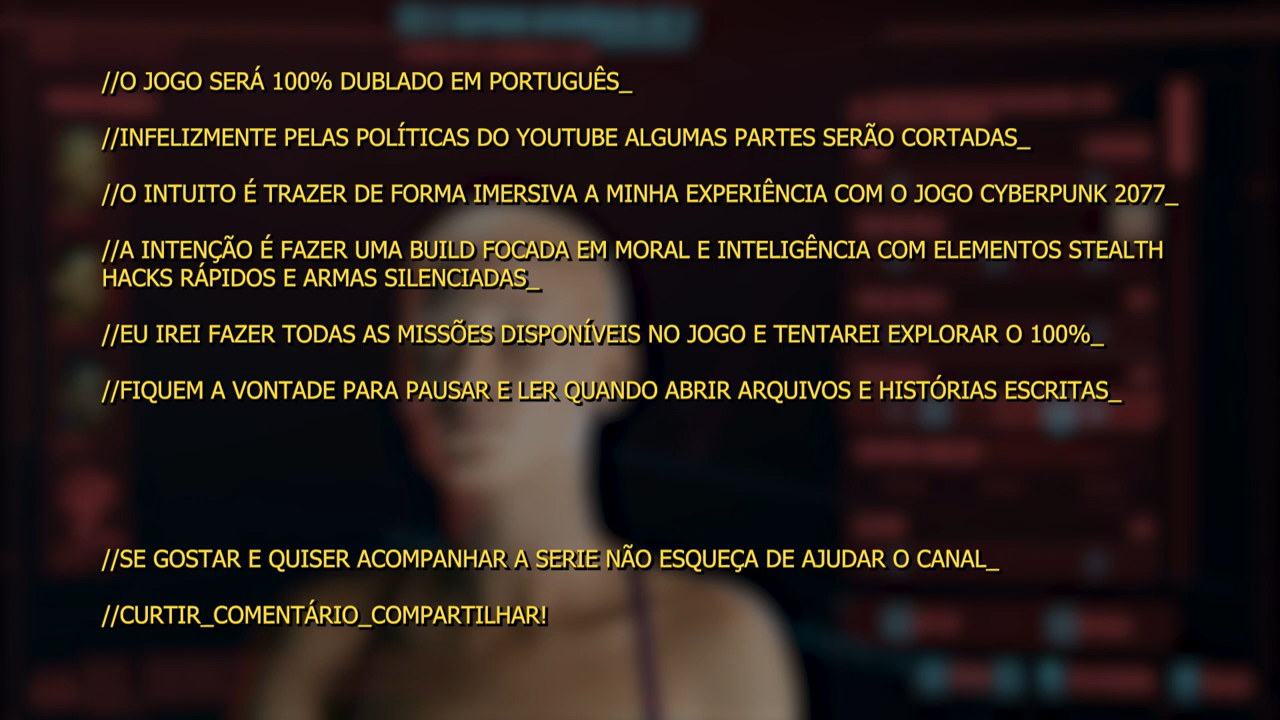 //O JOGO SERÁ 100% DUBLADO EM PORTUGUÊS_
//INFELIZMENTE PELAS POLÍTICAS DO YOUTUBE ALGUMAS PARTES SERÃO CORTADAS_
//O INTUITO É TRAZER DE FORMA IMERSIVA A MINHA EXPERIÊNCIA COM O JOGO CYBERPUNK 2077_
//A INTENÇÃO É FAZER UMA BUILD FOCADA EM MORAL E INTELIGÊNCIA COM ELEMENTOS STEALTH
HACKS RÁPIDOS E ARMAS SILENCIADAS_
//EU IREI FAZER TODAS AS MISSÕES DISPONÍVEIS NO JOGO E TENTAREI EXPLORAR O 100%_
//FIQUEM A VONTADE PARA PAUSAR E LER QUANDO ABRIR ARQUIVOS E HISTÓRIAS ESCRITAS_
//SE GOSTAR E QUISER ACOMPANHAR A SERIE NÃO ESQUEÇA DE AJUDAR O CANAL_
//CURTIR_COMENTÁRIO_COMPARTILHAR!